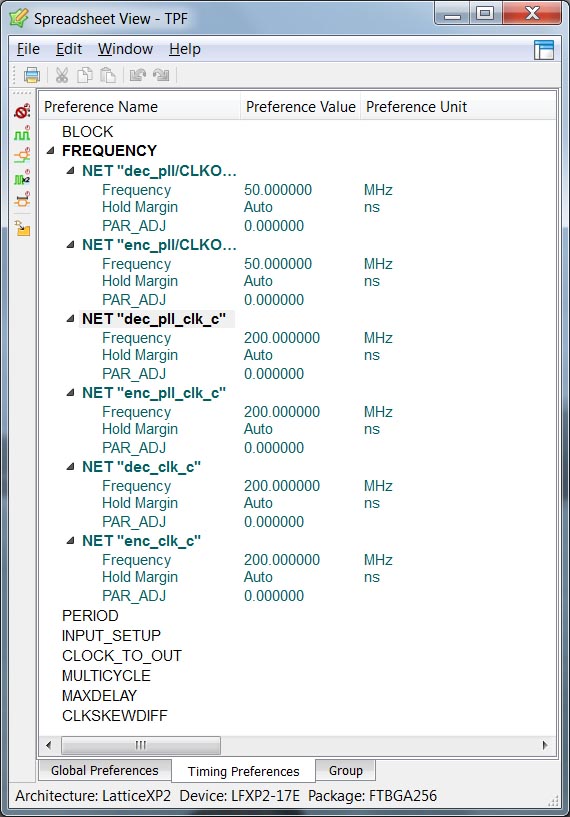 Spreadsheet View - TPF
File Edit Window Help
Preference Name Preference Value Preference Unit
BLOCK
FREQUENCY
NET "dec_pll/CLKO...
Frequency 50.000000 MHz
Hold Margin Auto ns
PAR_ADJ 0.000000
NET "enc_pll/CLKO...
Frequency 50.000000 MHz
Hold Margin Auto ns
PAR_ADJ 0.000000
NET "dec_pll_clk_c"
Frequency 200.000000 MHz
Hold Margin Auto ns
PAR_ADJ 0.000000
NET "enc_pll_clk_c"
Frequency 200.000000 MHz
Hold Margin Auto ns
PAR_ADJ 0.000000
NET "dec_clk_c"
Frequency 200.000000 MHz
Hold Margin Auto ns
PAR_ADJ 0.000000
NET "enc_clk_c"
Frequency 200.000000 MHz
Hold Margin Auto ns
PAR_ADJ 0.000000
PERIOD
INPUT_SETUP
CLOCK_TO_OUT
MULTICYCLE
MAXDELAY
CLKSKEWDIFF
Global Preferences Timing Preferences Group
Architecture: LatticeXP2 Device: LFXP2-17E Package: FTBGA256